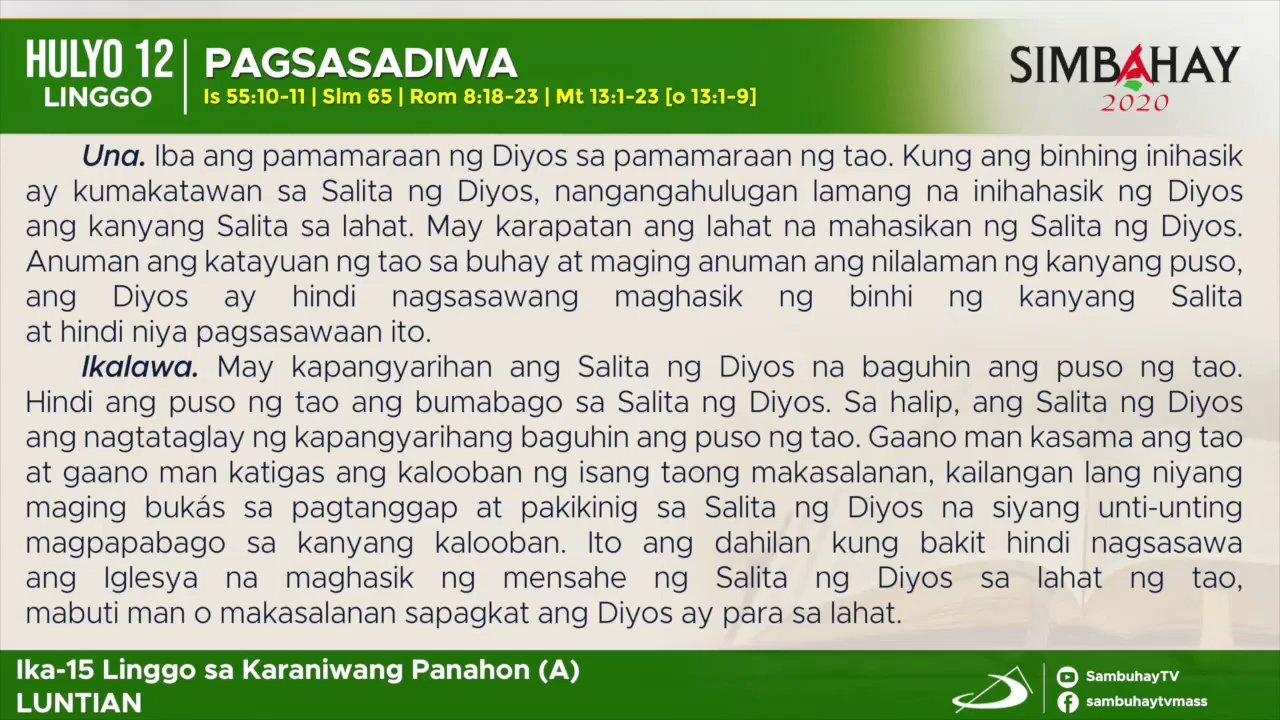 HULYO 12
LINGGO
PAGSASADIWA
Is 55:10-11 | Slm 65 | Rom 8:18-23 | Mt 13:1-23 [o 13:1-9]
SIMBAHAY
2020
Una. Iba ang pamamaraan ng Diyos sa pamamaraan ng tao. Kung ang binhing inihasik
ay kumakatawan sa Salita ng Diyos, nangangahulugan lamang na inihahasik ng Diyos
ang kanyang Salita sa lahat. May karapatan ang lahat na mahasikan ng Salita ng Diyos.
Anuman ang katayuan ng tao sa buhay at maging anuman ang nilalaman ng kanyang puso,
ang Diyos ay hindi nagsasawang maghasik ng binhi ng kanyang Salita
at hindi niya pagsasawaan ito.
Ikalawa. May kapangyarihan ang Salita ng Diyos na baguhin ang puso ng tao.
Hindi ang puso ng tao ang bumabago sa Salita ng Diyos. Sa halip, ang Salita ng Diyos
ang nagtataglay ng kapangyarihang baguhin ang puso ng tao. Gaano man kasama ang tao
at gaano man katigas ang kalooban ng isang taong makasalanan, kailangan lang niyang
maging bukás sa pagtanggap at pakikinig sa Salita ng Diyos na siyang unti-unting
magpapabago sa kanyang kalooban. Ito ang dahilan kung bakit hindi nagsasawa
ang Iglesya na maghasik ng mensahe ng Salita ng Diyos sa lahat ng tao,
mabuti man o makasalanan sapagkat ang Diyos ay para sa lahat.
Ika-15 Linggo sa Karaniwang Panahon (A)
LUNTIAN
SambuhayTV
sambuhaytvmass